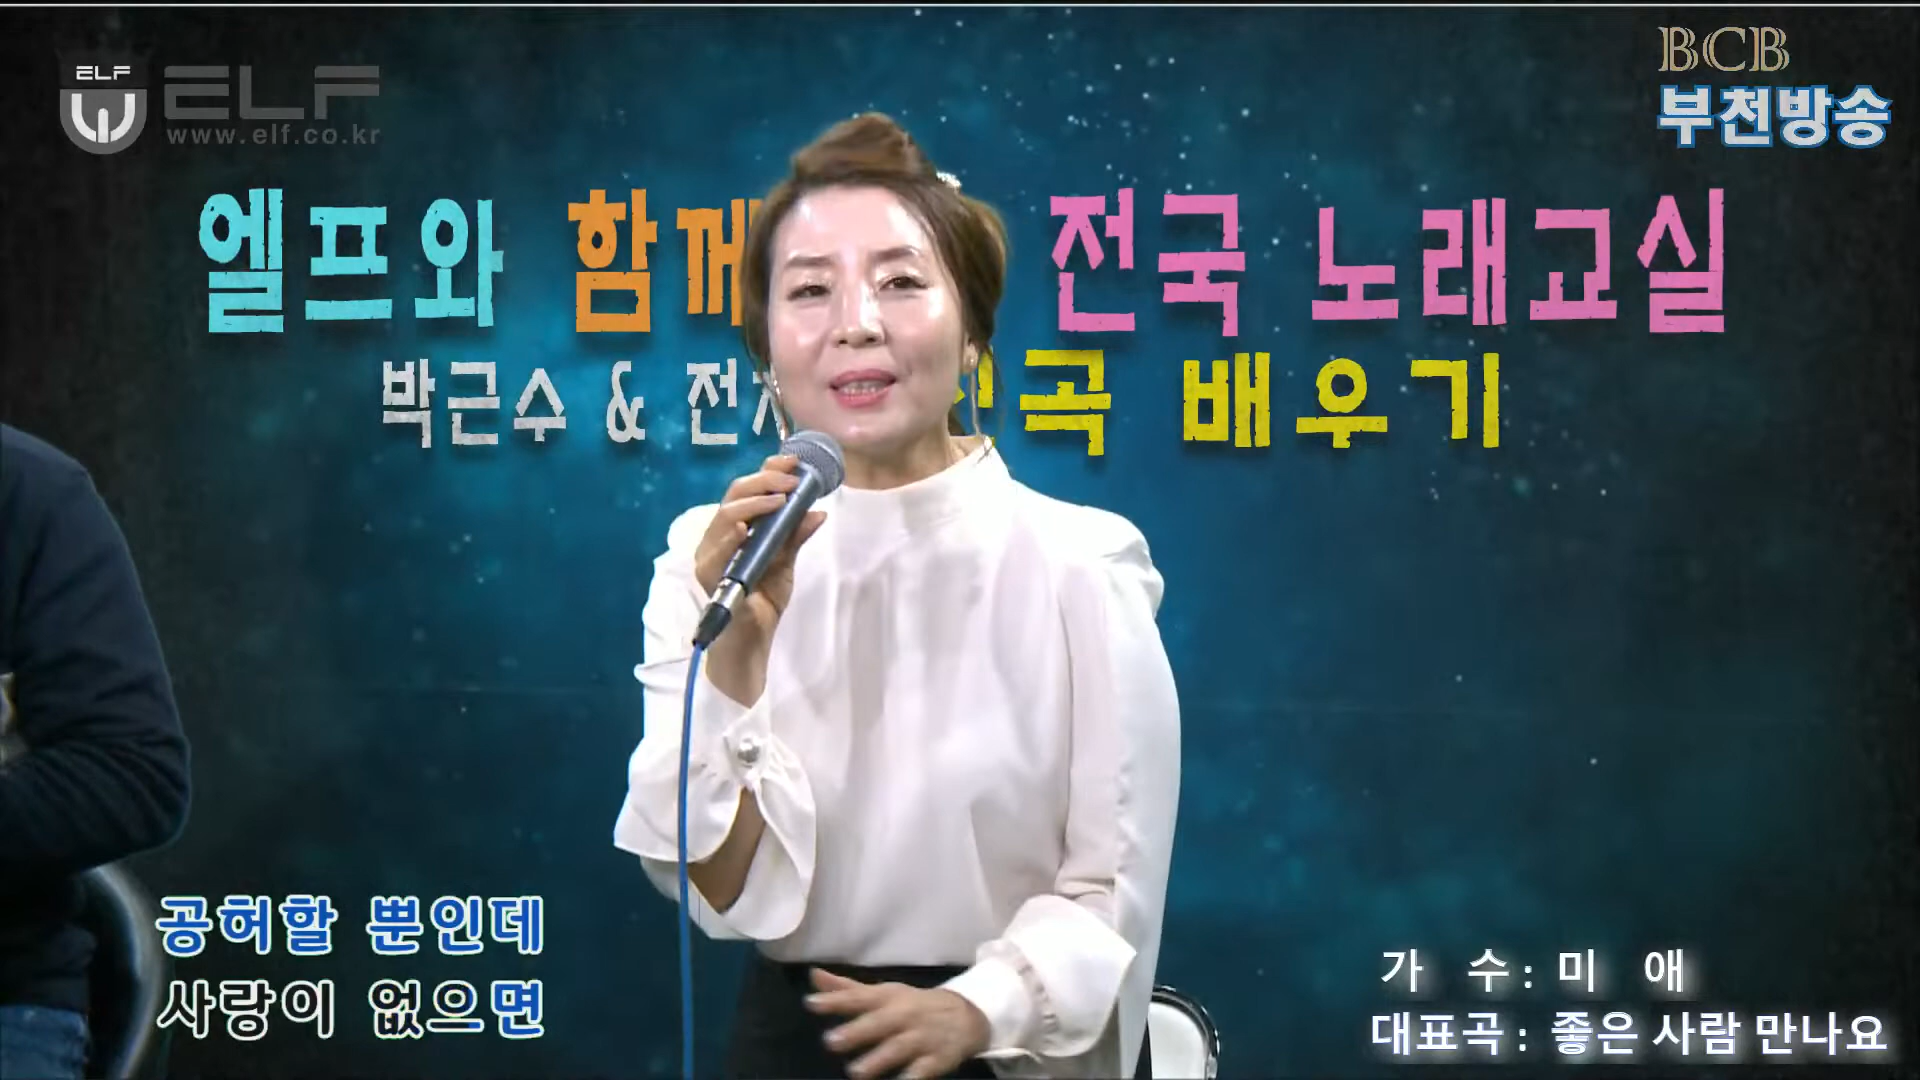 BCB
부천방송
ELF
ELF
www.elf.co.kr
엘프와 함께 전국 노래교실
박근수 & 전 곡 배우기
공허할 뿐인데
사랑이 없으면
가 수 : 미 애
대표곡 : 좋은 사람 만나요